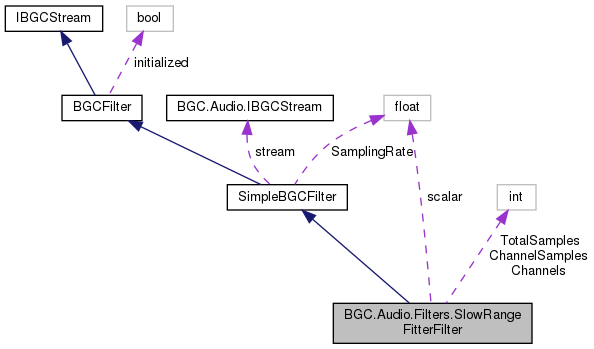 IBGCStream
bool
initialized
BGCFilter
BGC.Audio.IBGCStream
float
stream
SamplingRate
SimpleBGCFilter
scalar
int
TotalSamples
ChannelSamples
Channels
BGC.Audio.Filters.SlowRange
FitterFilter